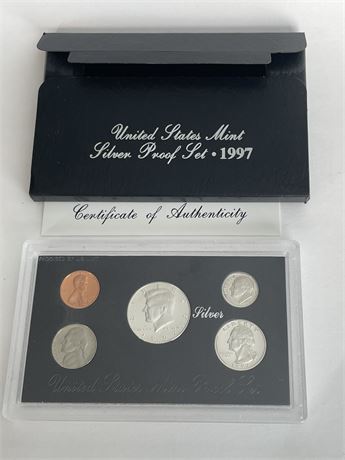 United States Mint
Silver Proof Set • 1997
Certificate of Authenticity
Silver
United States Mint Proof Set